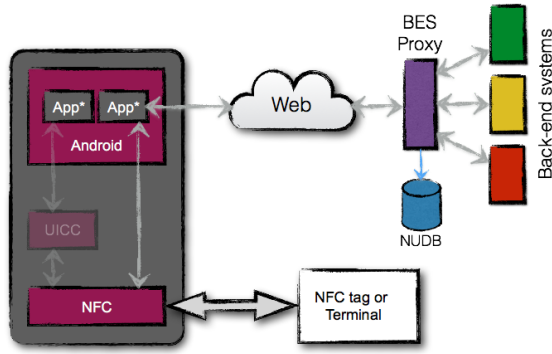 BES
Proxy
App*
App*
Android
Web
Back-end systems
UICC
NUDB
NFC
NFC tag or
Terminal